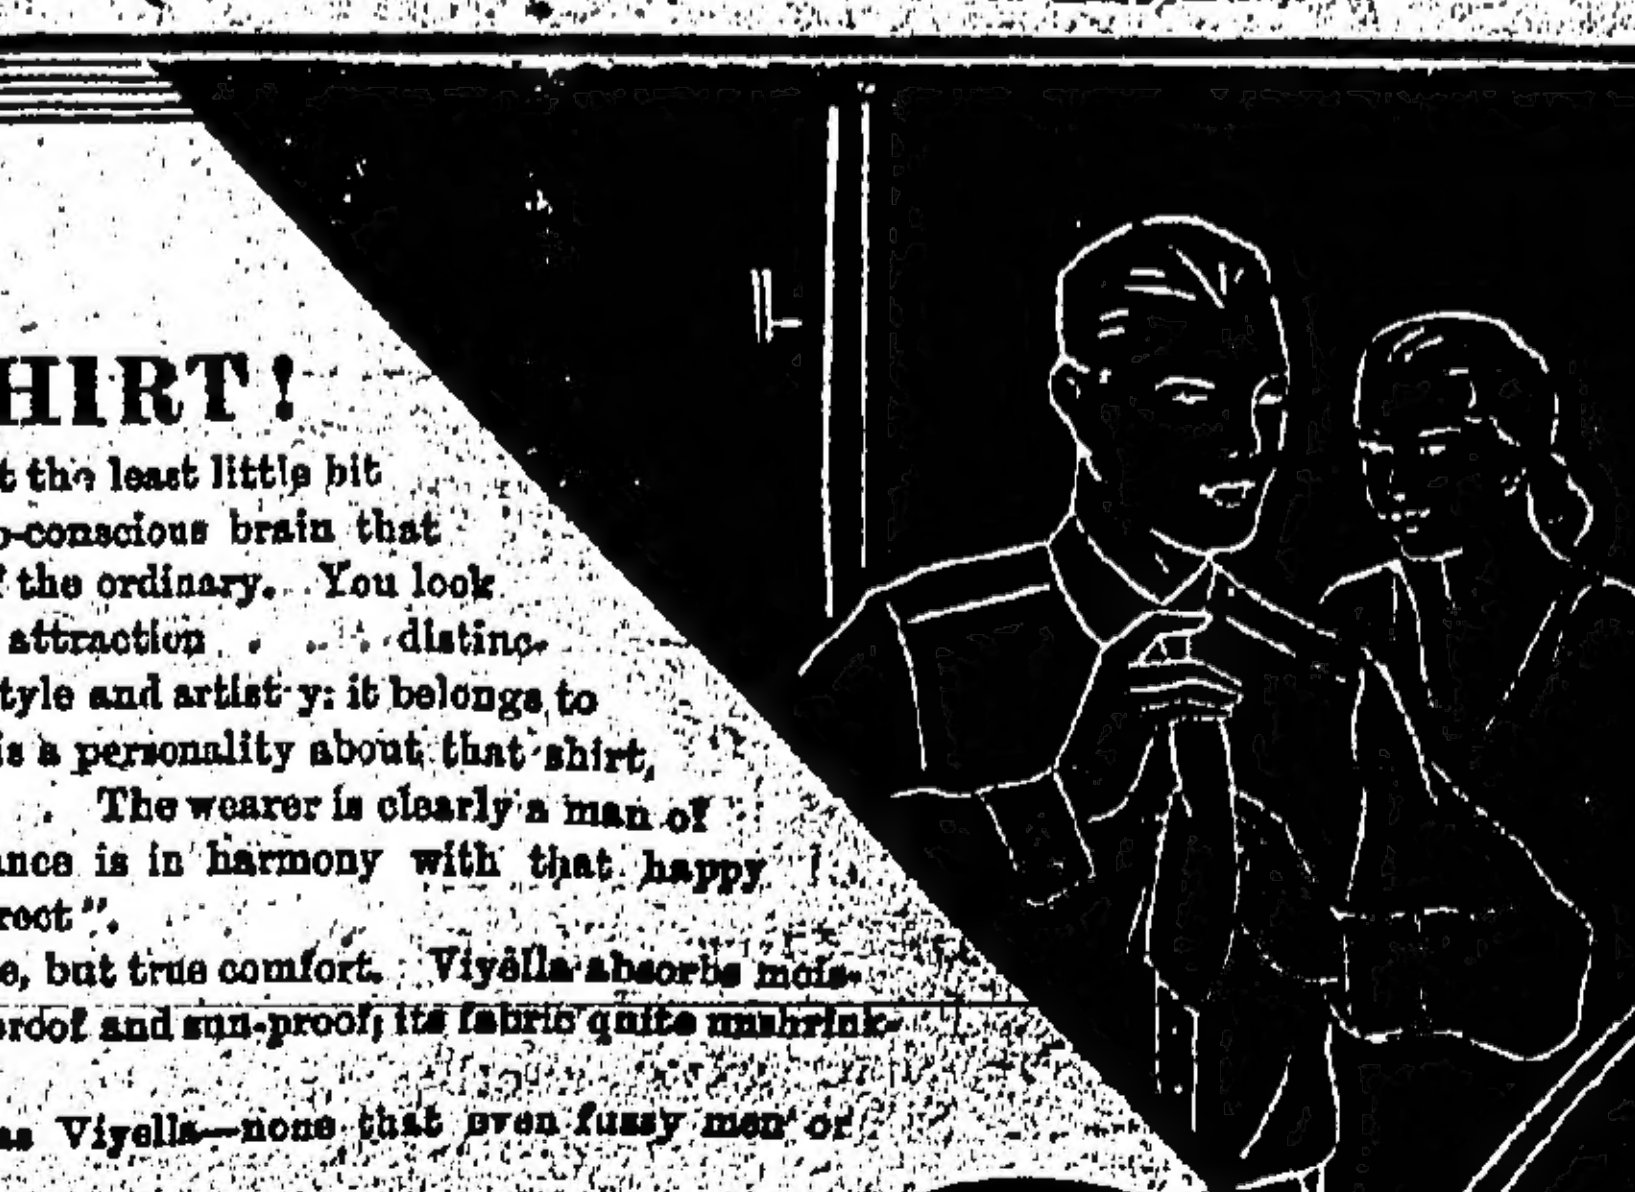 HIRT!
t the least little bit
o-conscious brain that
f the ordinary. You look
attraction . . . distinc-
tyle and artist y: it belongs to
is a personality about that shirt,
. The wearer is clearly a man of
ance is in harmony with that happy
rect".
e, but true comfort. Viyella absorbs mois-
proof and sun-proof; its fabric quite unshrink-
as Viyella—none that even fussy men or